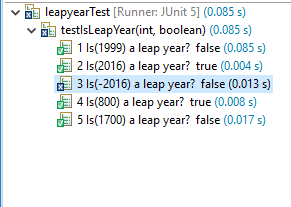 leapyearTest [Runner: JUnit 5] (0.085 s)
testIsLeapYear(int, boolean) (0.085 s)
1 Is(1999) a leap year? false (0.085 s)
2 Is(2016) a leap year? true (0.004 s)
3 Is(-2016) a leap year? false (0.013 s)
4 Is(800) a leap year? true (0.008 s)
5 Is(1700) a leap year? false (0.017 s)